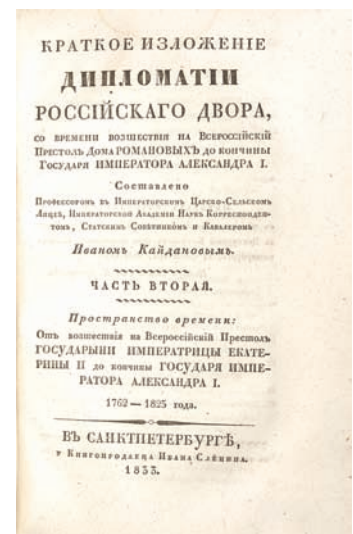 КРАТКОЕ ИЗЛОЖЕНІЕ
ДИПЛОМАТІИ
РОССІЙСКАГО ДВОРА,
со времени возшествія на Всероссійскій
Престолъ Дома РОМАНОВЫХЪ до кончины
Государя ИМПЕРАТОРА АЛЕКСАНДРА I.
Составлено
Профессоромъ въ Императорскомъ Царско-Сельскомъ
Лицеѣ, Императорской Академіи Наукъ Корреспонден-
томъ, Статскимъ Совѣтникомъ и Кавалеромъ
Иваномъ Кайдановымъ.
ЧАСТЬ ВТОРАЯ.
Пространство времени:
Отъ возшествія на Всероссійскій Престолъ
ГОСУДАРЫНИ ИМПЕРАТРИЦЫ ЕКАТЕ-
РИНЫ II до кончины ГОСУДАРЯ ИМПЕ-
РАТОРА АЛЕКСАНДРА I.
1762 — 1825 года.
ВЪ САНКТПЕТЕРБУРГѢ,
у Книгопродавца Ивана Слёнина.
1833.